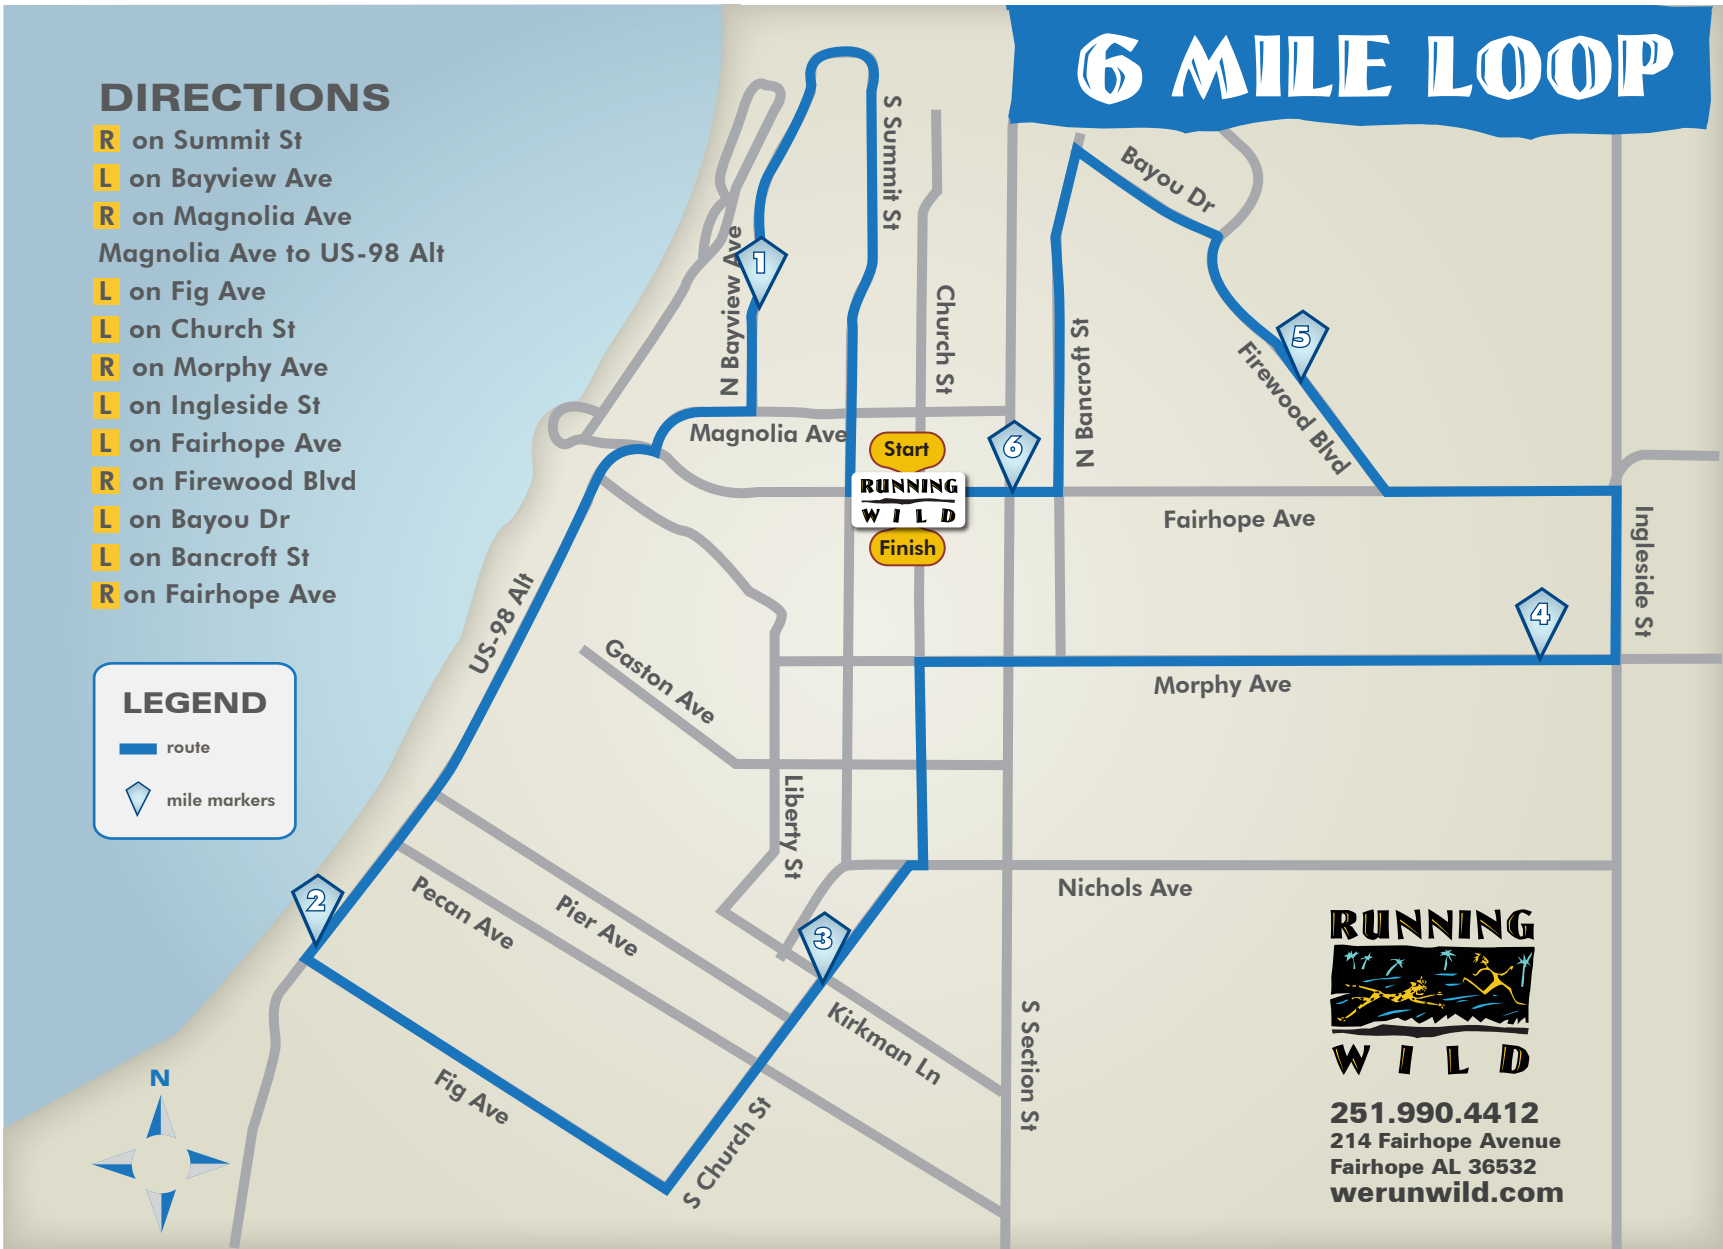 6 MILE LOOP
DIRECTIONS
R on Summit St
L on Bayview Ave
R on Magnolia Ave
Magnolia Ave to US-98 Alt
L on Fig Ave
L on Church St
R on Morphy Ave
L on Ingleside St
L on Fairhope Ave
R on Firewood Blvd
L on Bayou Dr
L on Bancroft St
R on Fairhope Ave
LEGEND
route
mile markers
N
S Summit St
N Bayview Ave
1
Church St
Magnolia Ave
Start
RUNNING
WILD
Finish
6
N Bancroft St
Bayou Dr
5
Firewood Blvd
Fairhope Ave
Ingleside St
4
Morphy Ave
US-98 Alt
Gaston Ave
Liberty St
Nichols Ave
2
Pecan Ave
Pier Ave
3
Kirkman Ln
Fig Ave
S Church St
S Section St
RUNNING
WILD
251.990.4412
214 Fairhope Avenue
Fairhope AL 36532
werunwild.com